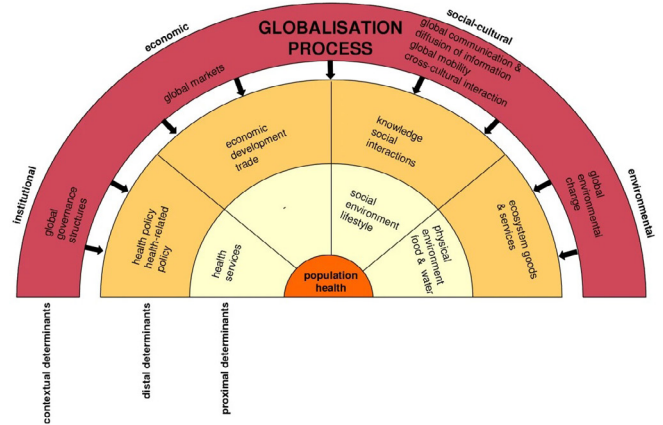 economic
social-cultural
GLOBALISATION
PROCESS
global communication &
diffusion of information
global mobility
cross-cultural interaction
global markets
institutional
environmental
global
governance
structures
global
environmental
change
economic
development
trade
knowledge
social
interactions
health policy
health-related
policy
ecosystem goods
& services
health
services
social
environment
lifestyle
physical
environment
food & water
population
health
contextual determinants
distal determinants
proximal determinants